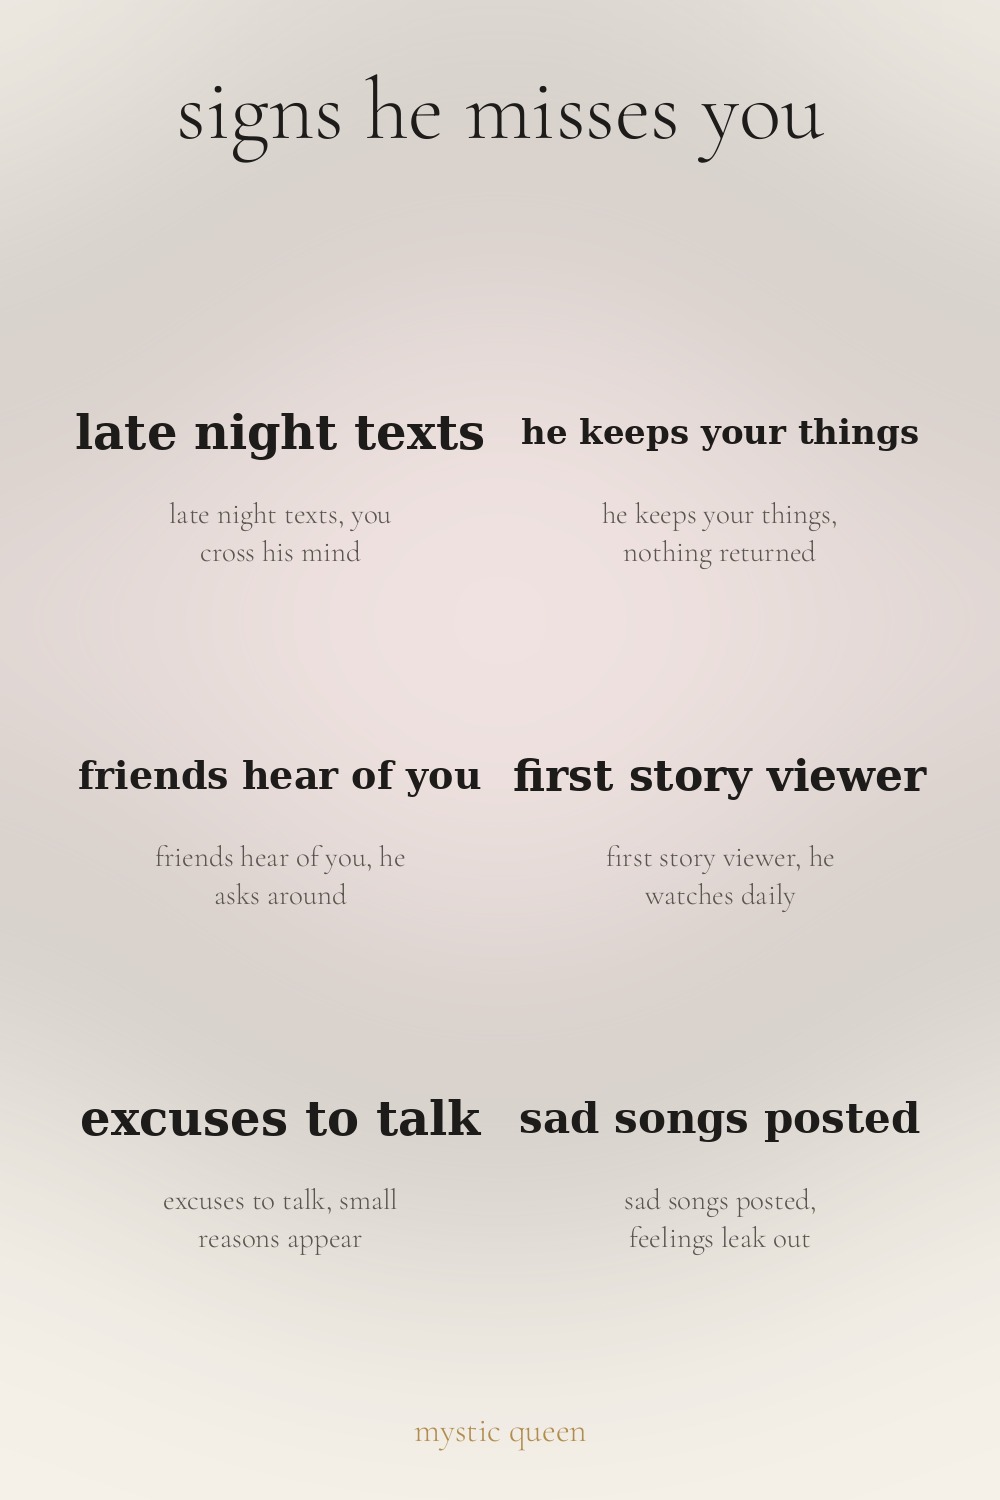 signs he misses you
late night texts
late night texts, you
cross his mind
he keeps your things
he keeps your things,
nothing returned
friends hear of you
friends hear of you, he
asks around
first story viewer
first story viewer, he
watches daily
excuses to talk
excuses to talk, small
reasons appear
sad songs posted
sad songs posted,
feelings leak out
mystic queen